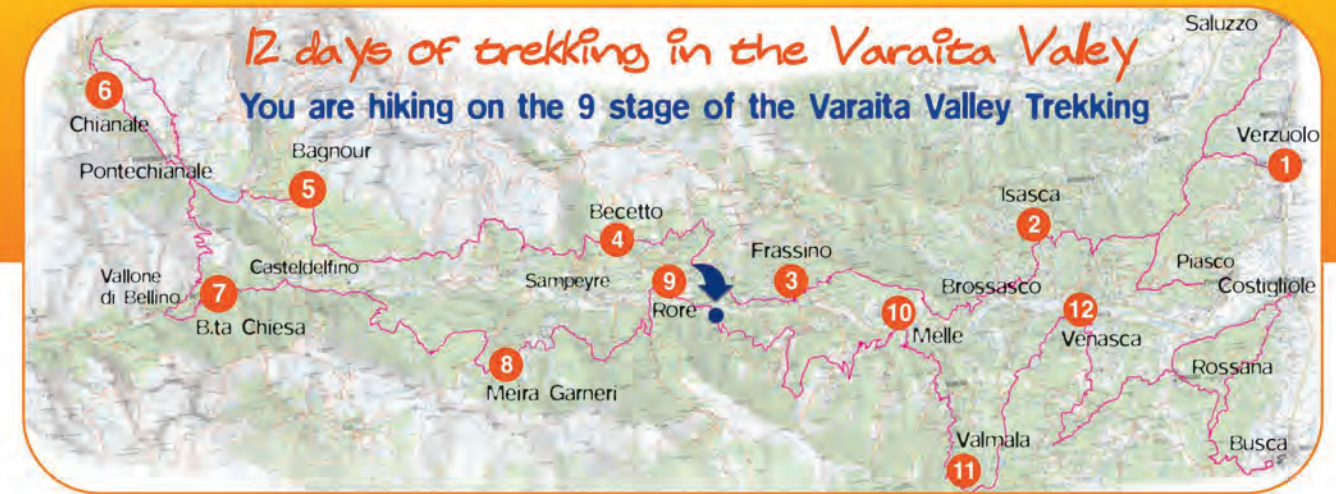 12 days of trekking in the Varaita Valley
You are hiking on the 9 stage of the Varaita Valley Trekking
Saluzzo
6
Chianale
Verzuolo
1
Pontechianale
Bagnour
5
Isasca
2
Becetto
4
Frassino
3
Piasco
Costigliole
Vallone
di Bellino
7
B.ta Chiesa
Casteldelfino
Sampeyre
9
Rore
Brossasco
12
Venasca
10
Melle
8
Meira Garneri
Rossana
Valmala
11
Busca